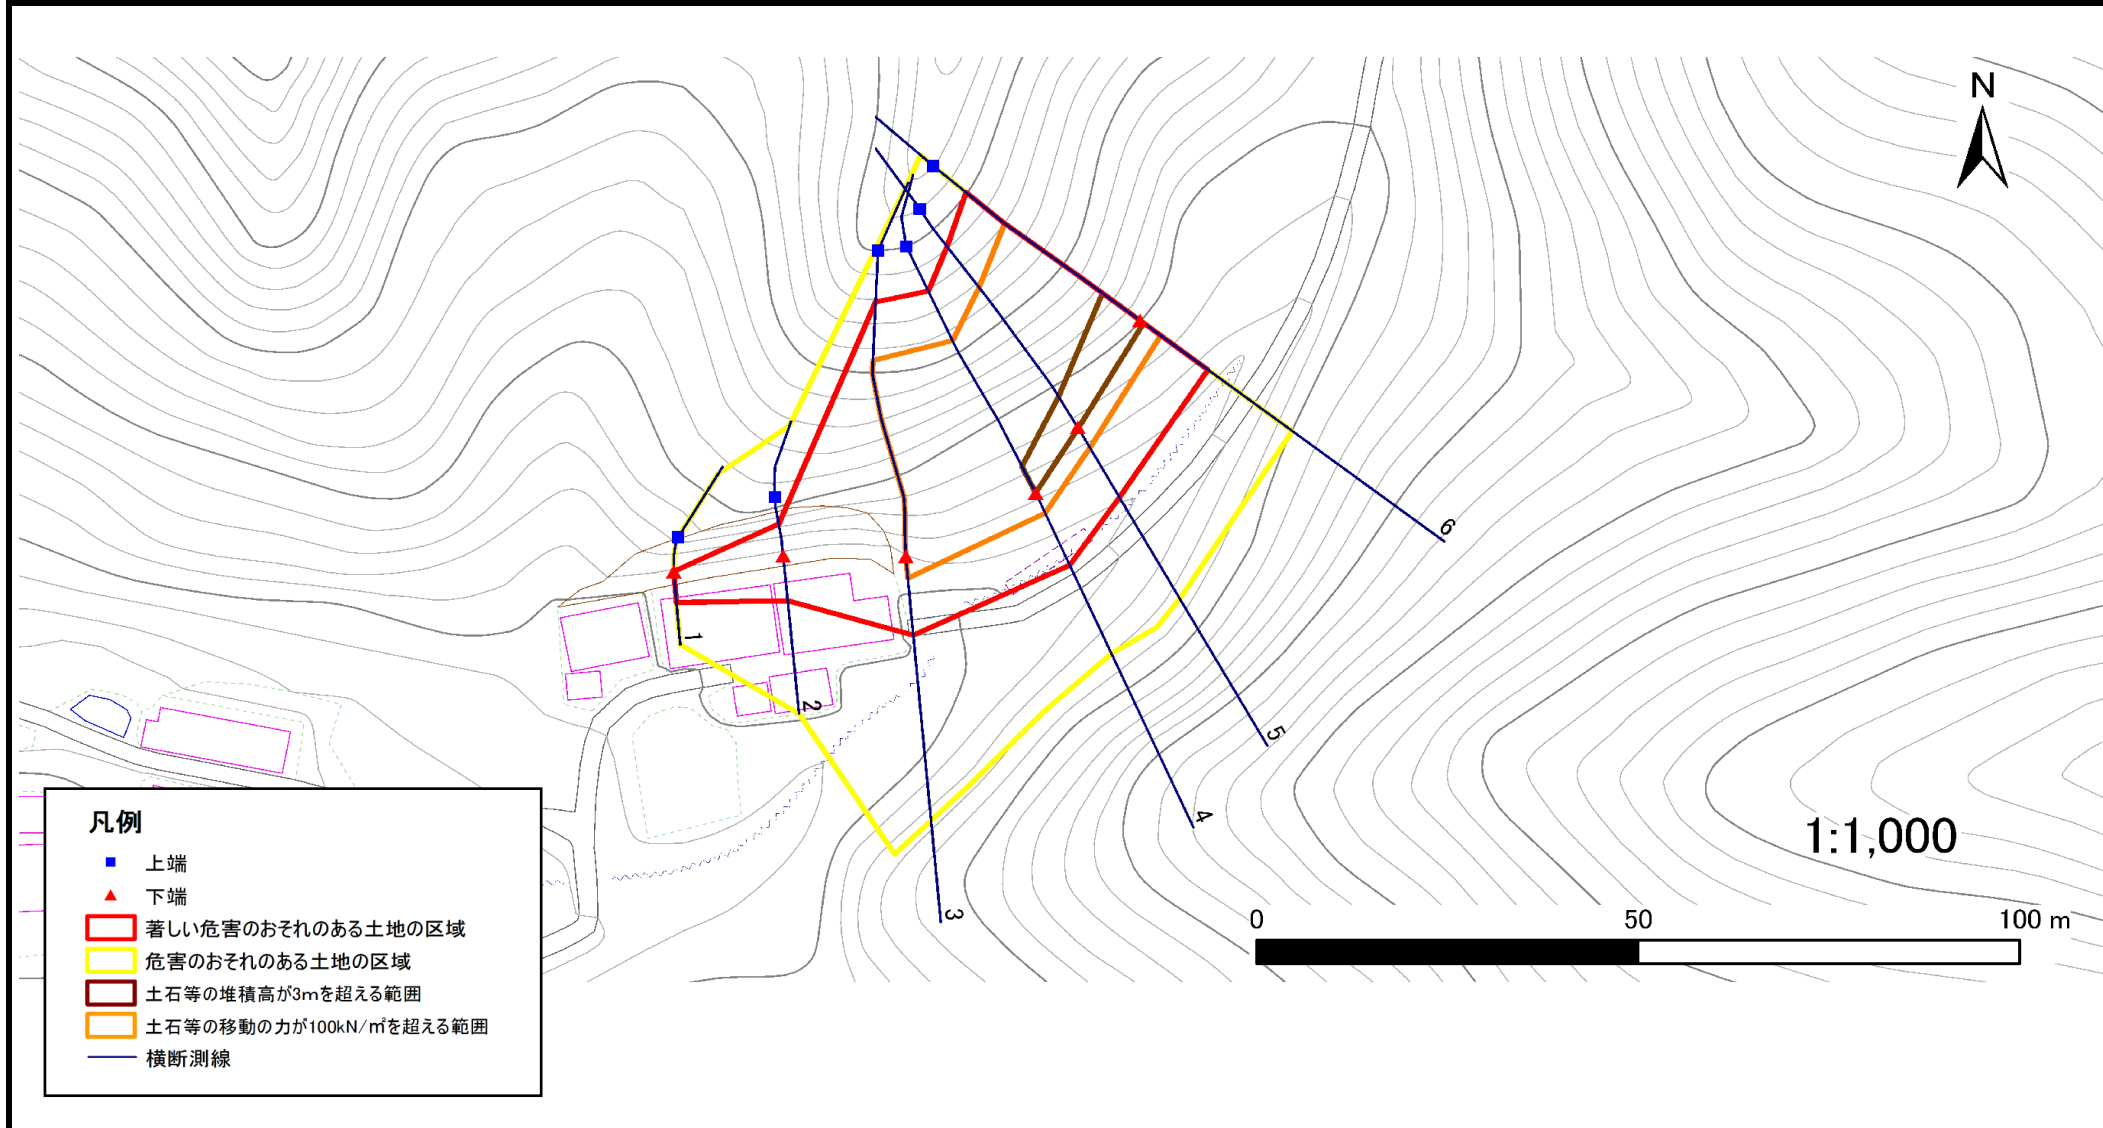 N
1
2
3
4
5
6
1:1,000
0 50 100 m
凡例
上端
下端
著しい危害のおそれのある土地の区域
危害のおそれのある土地の区域
土石等の堆積高が3mを超える範囲
土石等の移動の力が100kN/㎡を超える範囲
横断測線